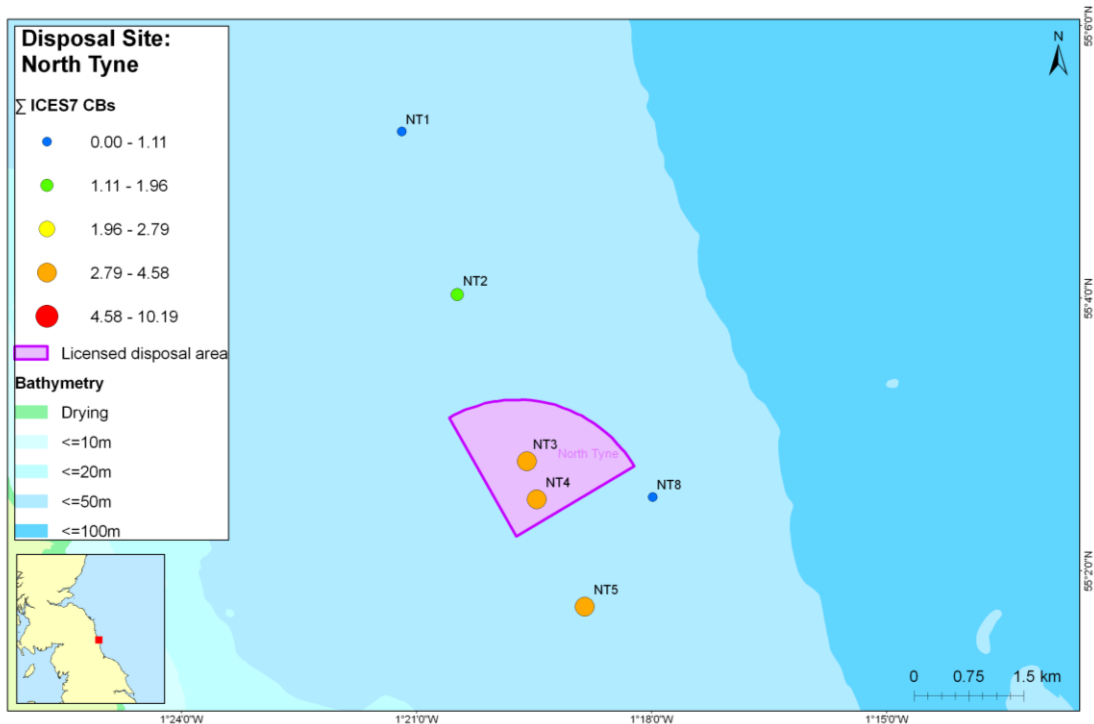 Disposal Site:
North Tyne
∑ ICES7 CBs
0.00 - 1.11
1.11 - 1.96
1.96 - 2.79
2.79 - 4.58
4.58 - 10.19
Licensed disposal area
Bathymetry
Drying
<=10m
<=20m
<=50m
<=100m
NT1
NT2
NT3
North Tyne
NT4
NT8
NT5
N
55°6'0"N
55°4'0"N
55°2'0"N
0 0.75 1.5 km
1°24'0"W 1°21'0"W 1°18'0"W 1°15'0"W